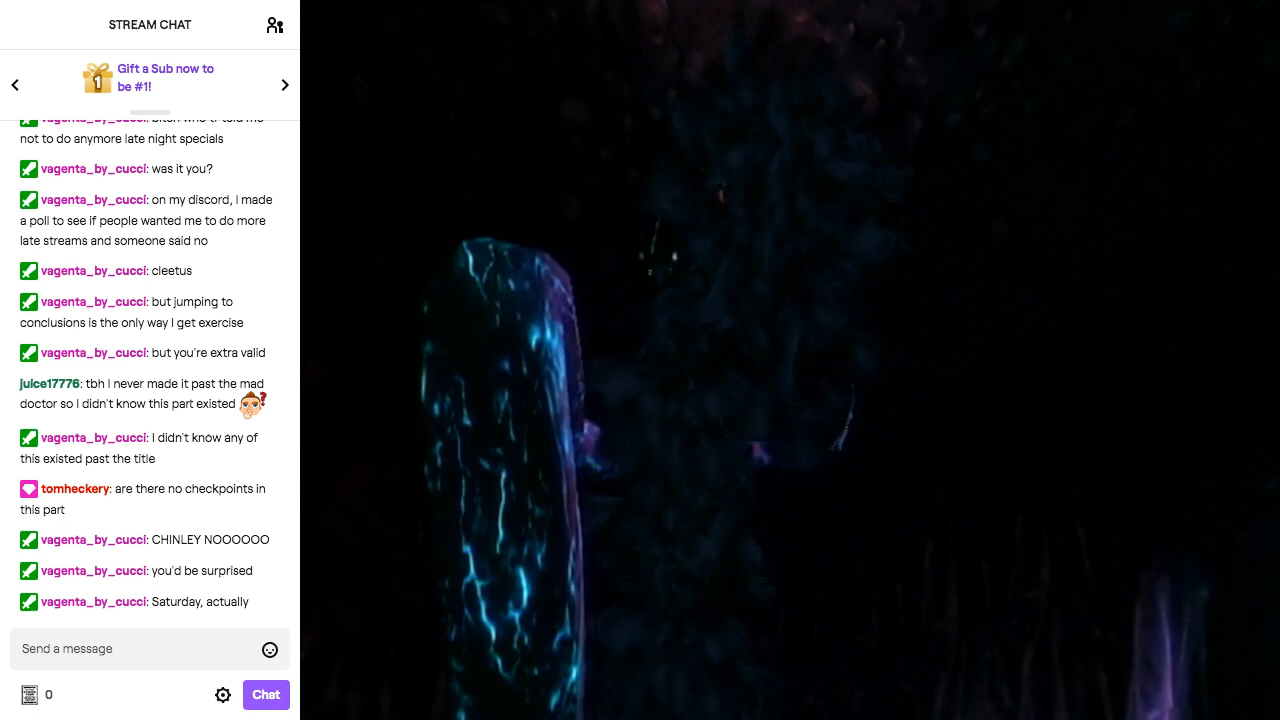 STREAM CHAT
1
Gift a Sub now to
be #1!
not to do anymore late night specials
vagenta_by_cucci: was it you?
vagenta_by_cucci: on my discord, I made
a poll to see if people wanted me to do more
late streams and someone said no
vagenta_by_cucci: cleetus
vagenta_by_cucci: but jumping to
conclusions is the only way I get exercise
vagenta_by_cucci: but you're extra valid
juice17776: tbh I never made it past the mad
doctor so I didn't know this part existed
vagenta_by_cucci: I didn't know any of
this existed past the title
tomheckery: are there no checkpoints in
this part
vagenta_by_cucci: CHINLEY NOOOOOO
vagenta_by_cucci: you'd be surprised
vagenta_by_cucci: Saturday, actually
Send a message
0
Chat